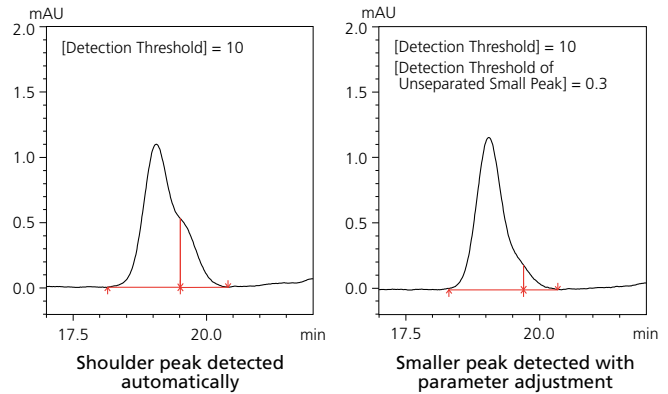 mAU
2.0
[Detection Threshold] = 10
1.5
1.0
0.5
0.0
17.5
20.0
min
Shoulder peak detected
automatically
mAU
2.0
[Detection Threshold] = 10
[Detection Threshold of
Unseparated Small Peak] = 0.3
1.5
1.0
0.5
0.0
17.5
20.0
min
Smaller peak detected with
parameter adjustment